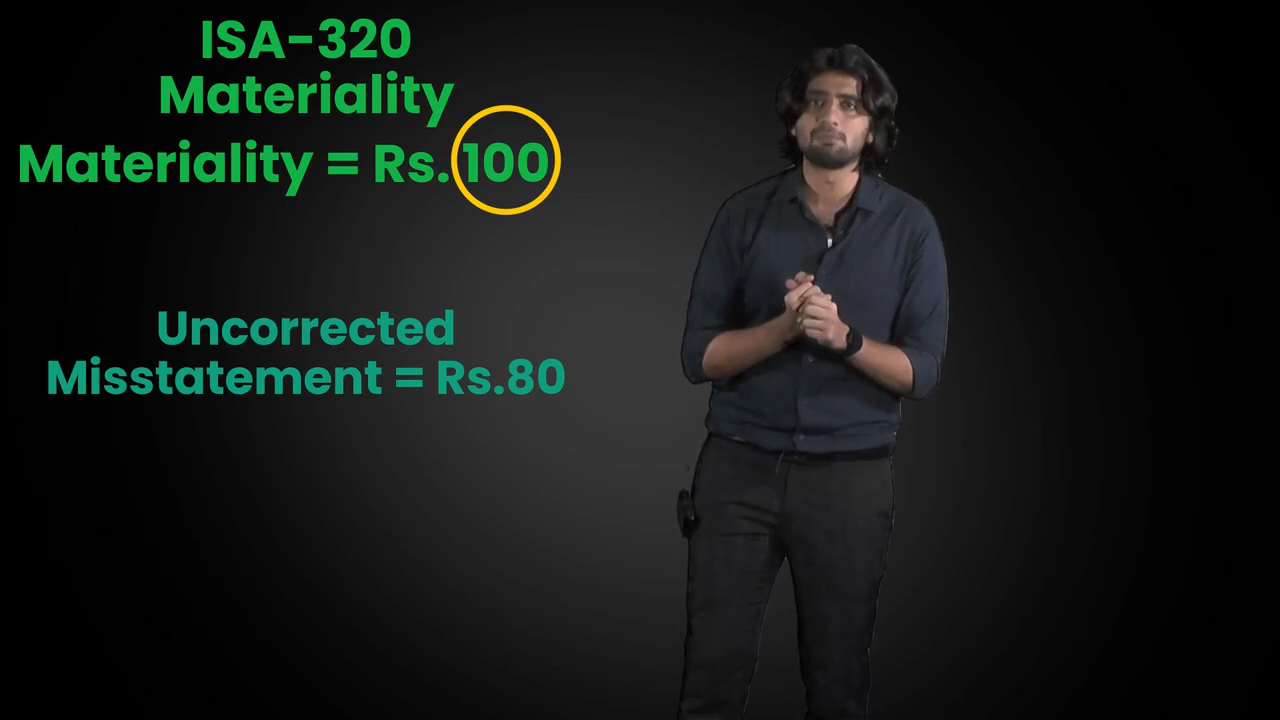 ISA-320
Materiality
Materiality = Rs. 100
Uncorrected
Misstatement = Rs.80